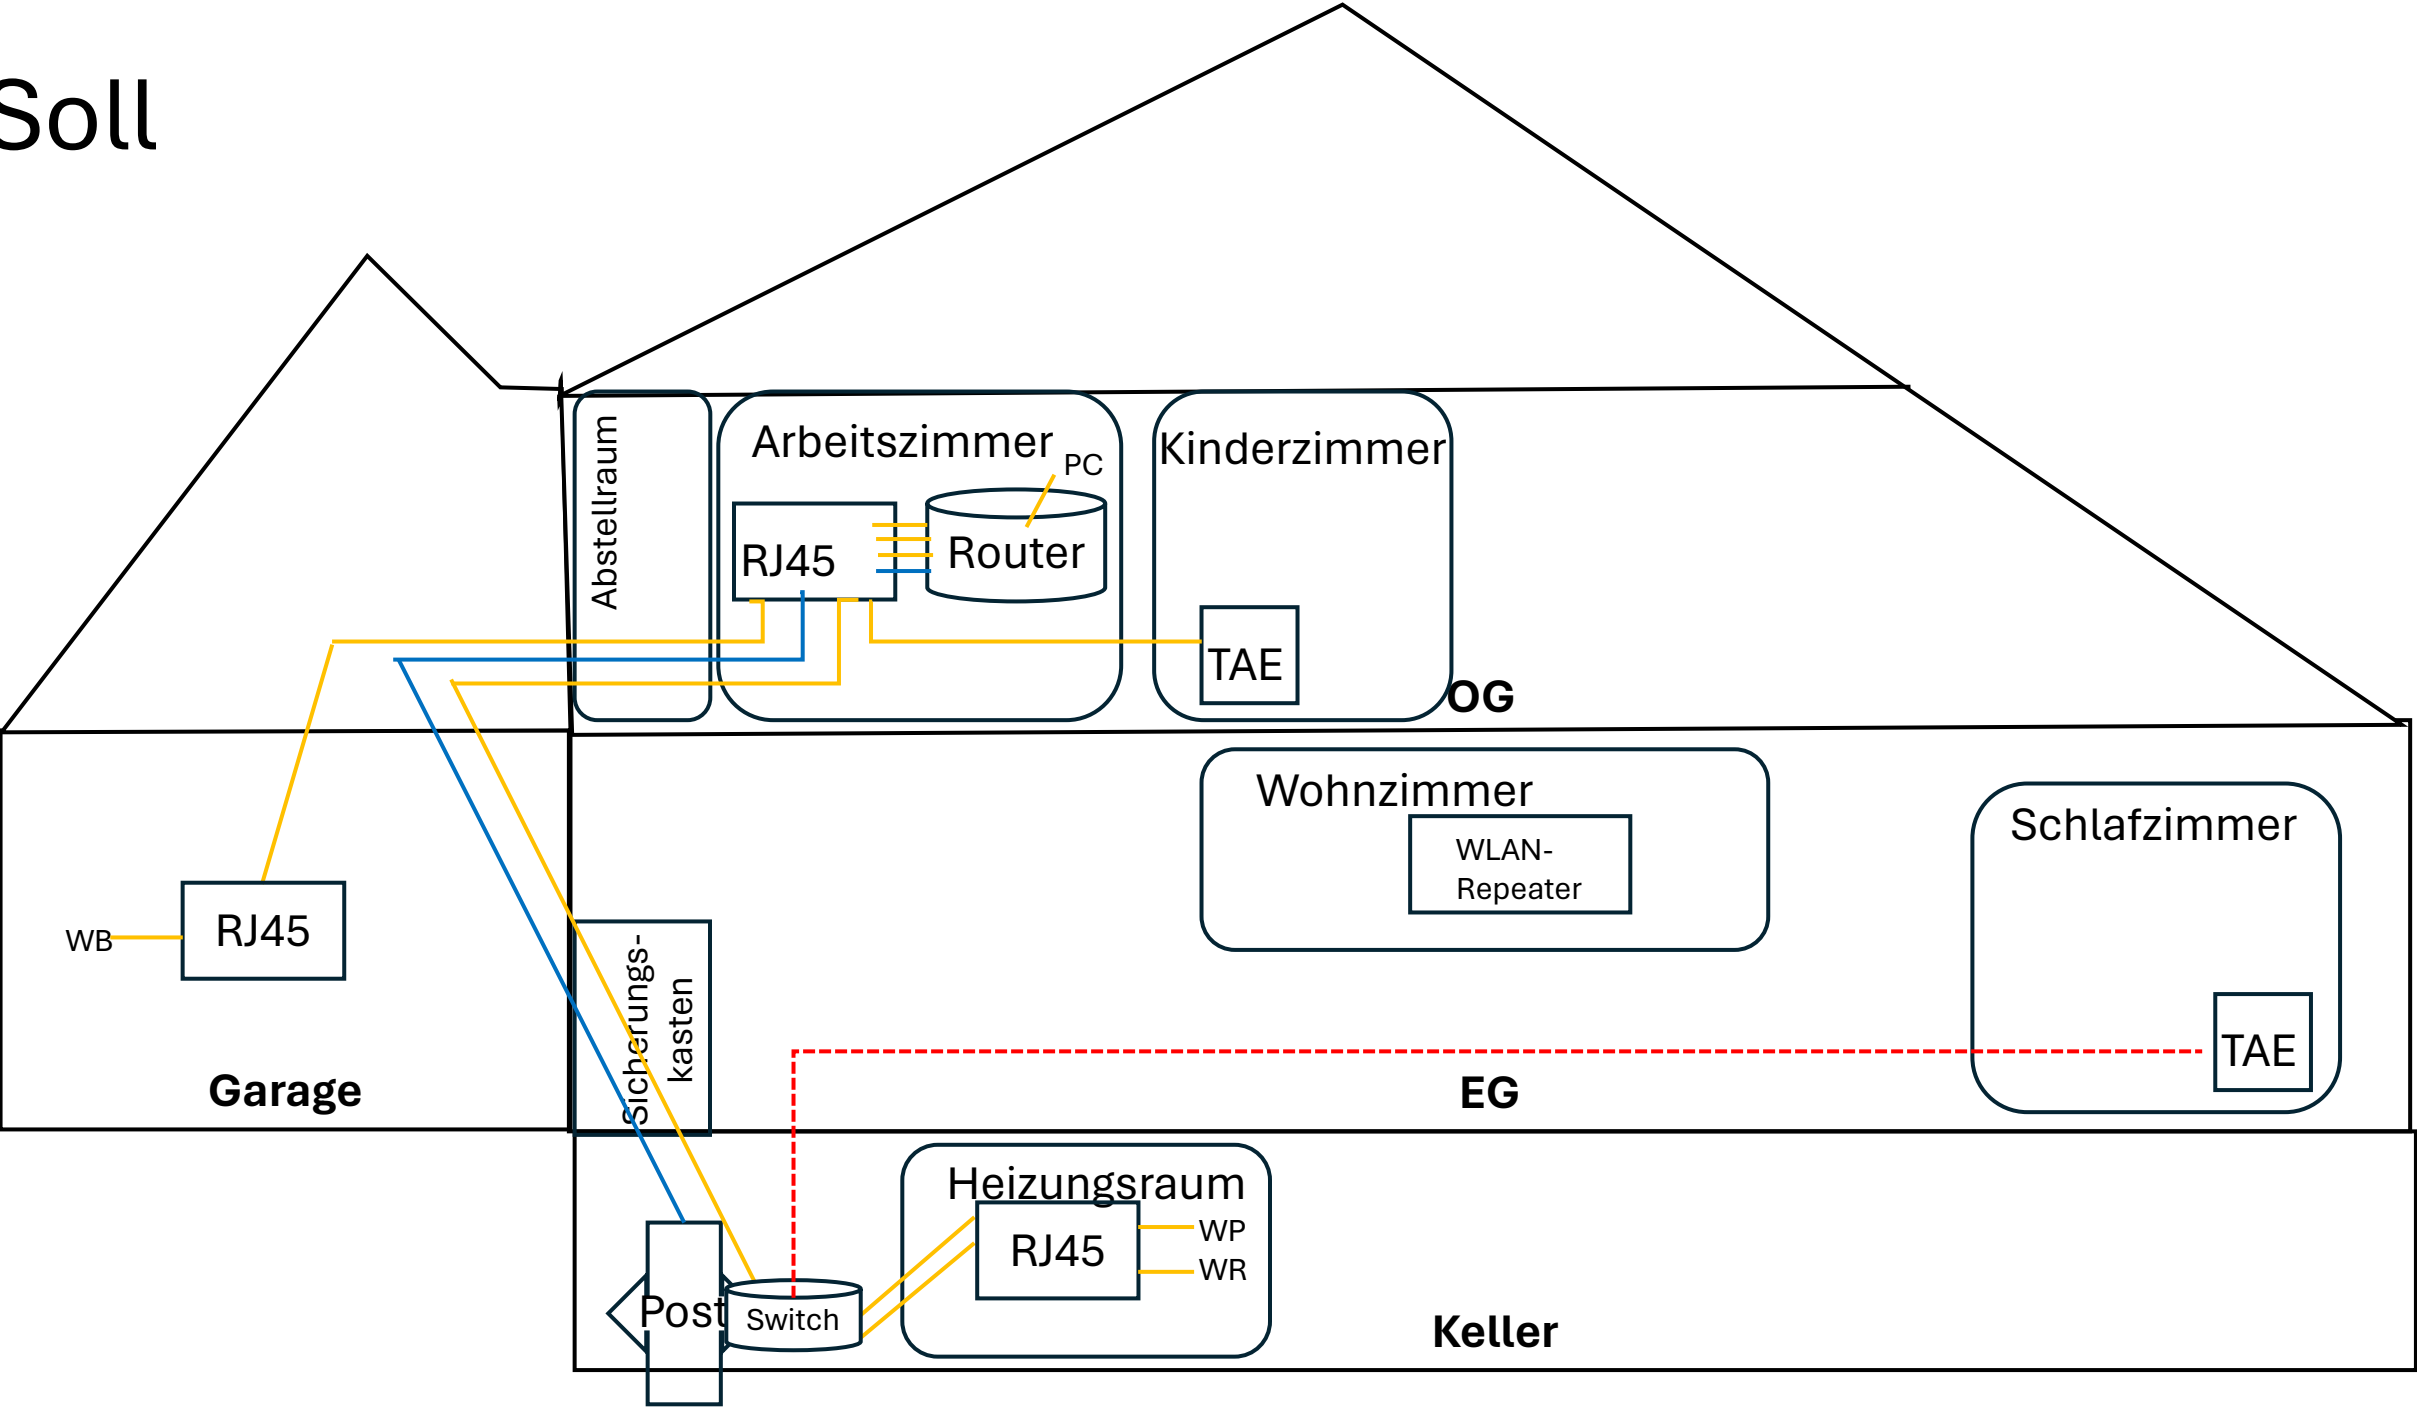 Soll
Abstellraum
Arbeitszimmer
PC
RJ45
Router
Kinderzimmer
TAE
OG
Wohnzimmer
WLAN-
Repeater
Schlafzimmer
TAE
WB
RJ45
Garage
Sicherungs-
kasten
EG
Heizungsraum
RJ45
WP
WR
Post
Switch
Keller